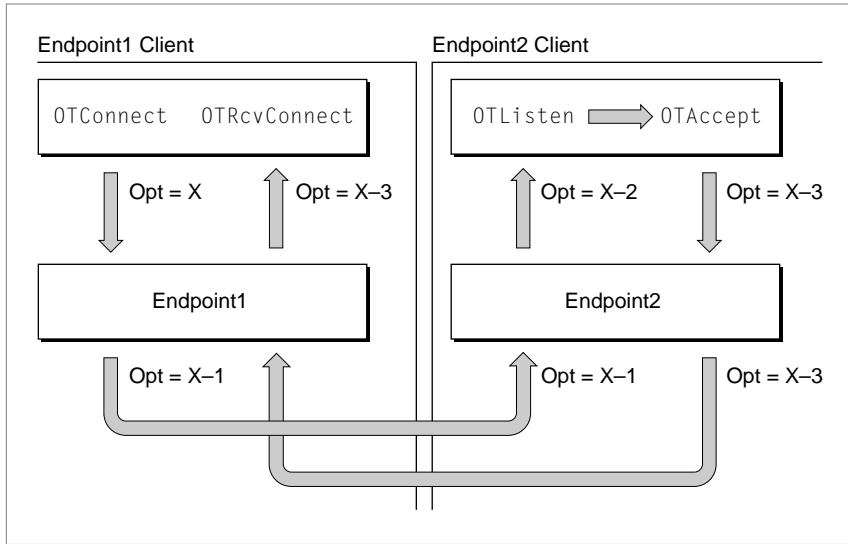 Endpoint1 Client
Endpoint2 Client
OTConnect OTRcvConnect
OTListen OTAccept
Opt = X
Opt = X–3
Opt = X–2
Opt = X–3
Endpoint1
Endpoint2
Opt = X–1
Opt = X–1
Opt = X–3